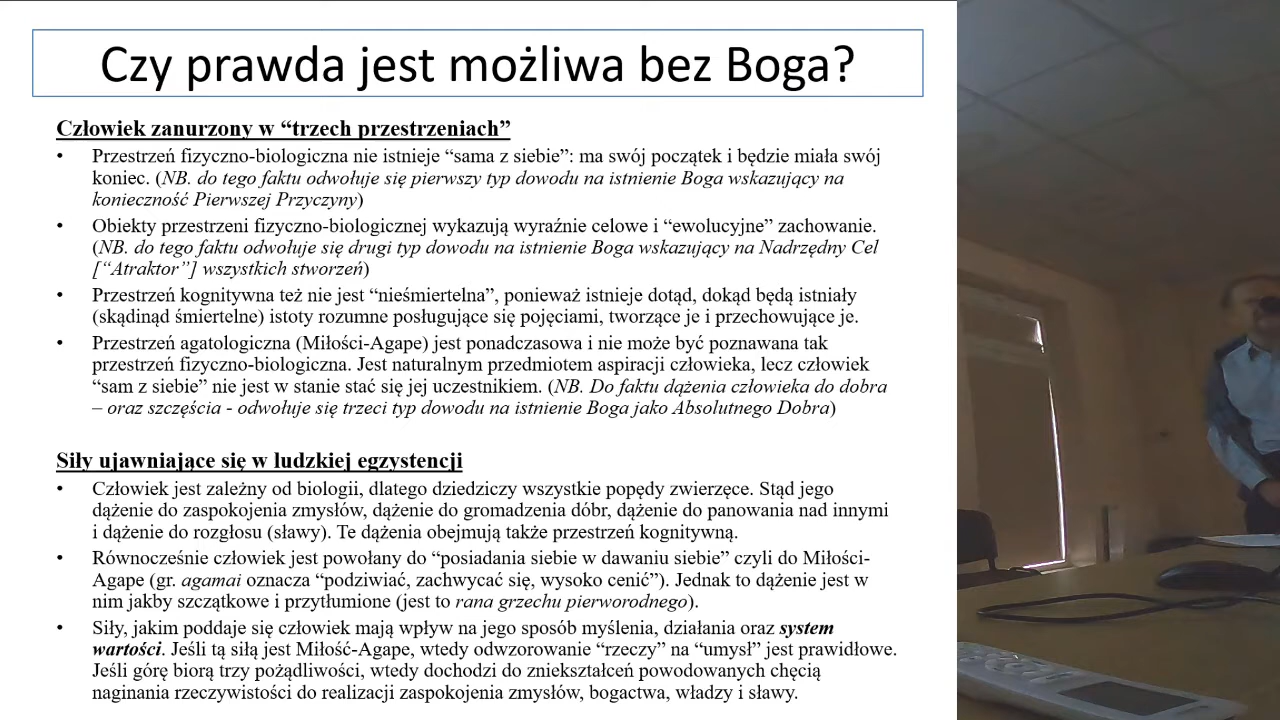 Czy prawda jest możliwa bez Boga?
Człowiek zanurzony w “trzech przestrzeniach”
• Przestrzeń fizyczno-biologiczna nie istnieje “sama z siebie”: ma swój początek i będzie miała swój
koniec. (NB. do tego faktu odwołuje się pierwszy typ dowodu na istnienie Boga wskazujący na
konieczność Pierwszej Przyczyny)
• Obiekty przestrzeni fizyczno-biologicznej wykazują wyraźnie celowe i “ewolucyjne” zachowanie.
(NB. do tego faktu odwołuje się drugi typ dowodu na istnienie Boga wskazujący na Nadrzędny Cel
[“Atraktor”] wszystkich stworzeń)
• Przestrzeń kognitywna też nie jest “nieśmiertelna”, ponieważ istnieje dotąd, dokąd będą istniały
(skądinąd śmiertelne) istoty rozumne posługujące się pojęciami, tworzące je i przechowujące je.
• Przestrzeń agatologiczna (Miłości-Agape) jest ponadczasowa i nie może być poznawana tak
przestrzeń fizyczno-biologiczna. Jest naturalnym przedmiotem aspiracji człowieka, lecz człowiek
“sam z siebie” nie jest w stanie stać się jej uczestnikiem. (NB. Do faktu dążenia człowieka do dobra
– oraz szczęścia - odwołuje się trzeci typ dowodu na istnienie Boga jako Absolutnego Dobra)
Siły ujawniające się w ludzkiej egzystencji
• Człowiek jest zależny od biologii, dlatego dziedziczy wszystkie popędy zwierzęce. Stąd jego
dążenie do zaspokojenia zmysłów, dążenie do gromadzenia dóbr, dążenie do panowania nad innymi
i dążenie do rozgłosu (sławy). Te dążenia obejmują także przestrzeń kognitywną.
• Równocześnie człowiek jest powołany do “posiadania siebie w dawaniu siebie” czyli do Miłości-
Agape (gr. agamai oznacza “podziwiać, zachwycać się, wysoko cenić”). Jednak to dążenie jest w
nim jakby szczątkowe i przytłumione (jest to rana grzechu pierworodnego).
• Siły, jakim poddaje się człowiek mają wpływ na jego sposób myślenia, działania oraz system
wartości. Jeśli tą siłą jest Miłość-Agape, wtedy odwzorowanie “rzeczy” na “umysł” jest prawidłowe.
Jeśli górę biorą trzy pożądliwości, wtedy dochodzi do zniekształceń powodowanych chęcią
naginania rzeczywistości do realizacji zaspokojenia zmysłów, bogactwa, władzy i sławy.